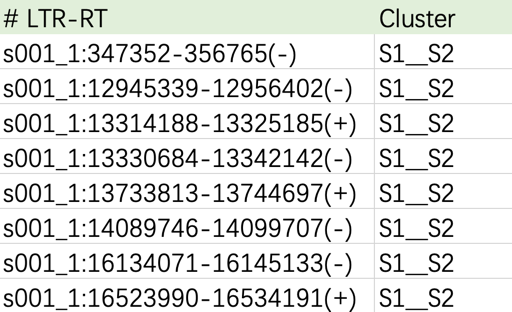 # LTR-RT Cluster
s001_1:347352-356765(-) S1__S2
s001_1:12945339-12956402(-) S1__S2
s001_1:13314188-13325185(+) S1__S2
s001_1:13330684-13342142(-) S1__S2
s001_1:13733813-13744697(+) S1__S2
s001_1:14089746-14099707(-) S1__S2
s001_1:16134071-16145133(-) S1__S2
s001_1:16523990-16534191(+) S1__S2